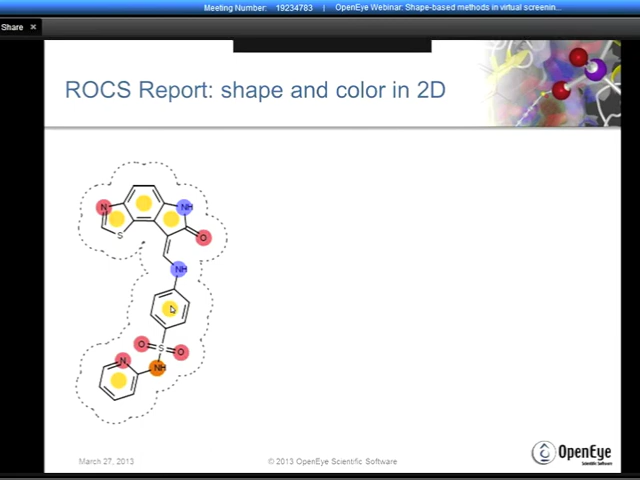 Meeting Number: 19234783 | OpenEye Webinar: Shape-based methods in virtual screenin...
Share ×
ROCS Report: shape and color in 2D
N
NH
S
O
NH
O
S
O
N
NH
March 27, 2013
© 2013 OpenEye Scientific Software
OpenEye
Scientific Software